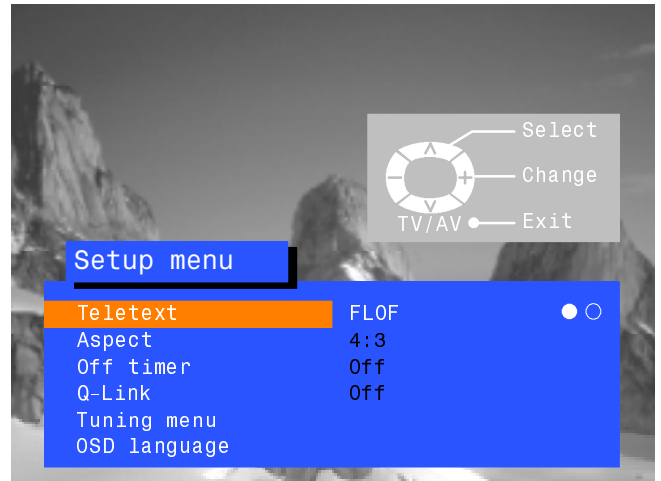 Select
Change
TV/AV Exit
Setup menu
Teletext FLOF
Aspect 4:3
Off timer Off
Q-Link Off
Tuning menu
OSD language